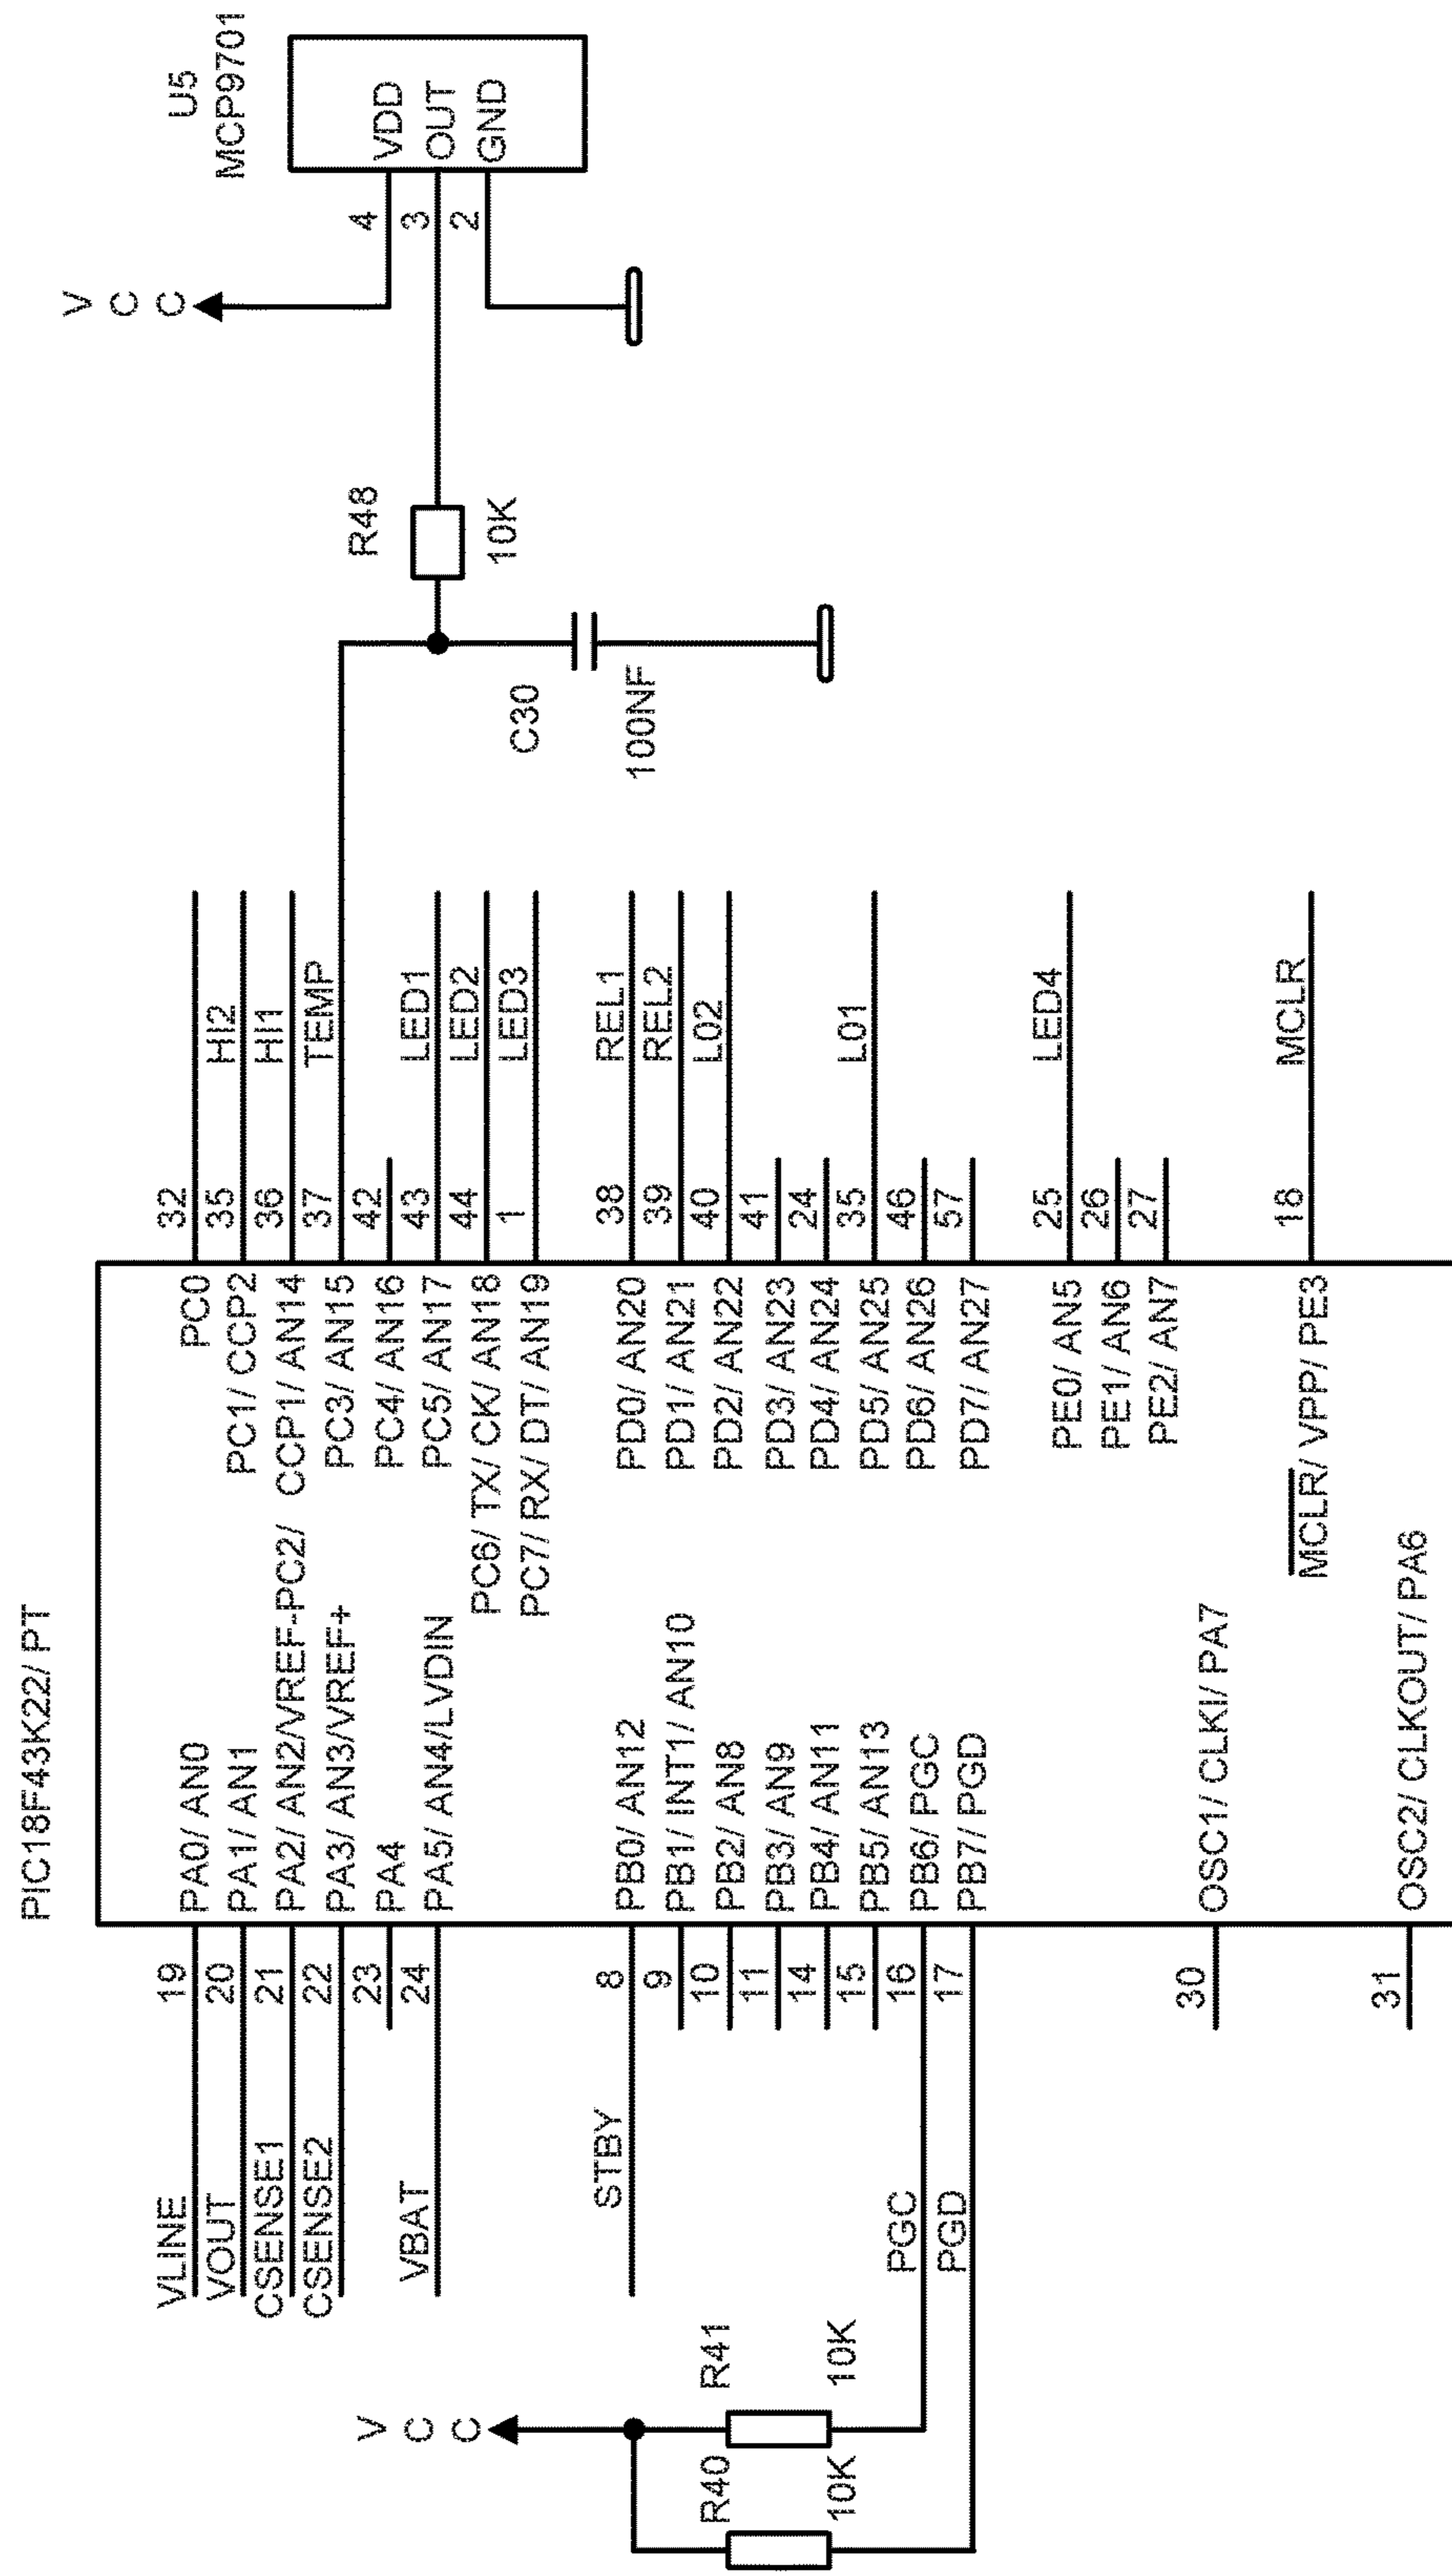 PIC18F43K22/ PT
VLINE
19
PA0/ AN0
VOUT
20
PA1/ AN1
CSENSE1
21
PA2/ AN2/VREF-PC2/ CCP1/ AN14
CSENSE2
22
PA3/ AN3/VREF+
23
PA4
VBAT
24
PA5/ AN4/LVDIN
STBY
8
PB0/ AN12
9
PB1/ INT1/ AN10
10
PB2/ AN8
11
PB3/ AN9
14
PB4/ AN11
15
PB5/ AN13
PGC
16
PB6/ PGC
PGD
17
PB7/ PGD
30
OSC1/ CLKI/ PA7
31
OSC2/ CLKOUT/ PA6
VCC
R40
10K
R41
10K
PC0
32
PC1/ CCP2
35
HI2
36
HI1
PC3/ AN15
37
TEMP
PC4/ AN16
42
PC5/ AN17
43
LED1
PC6/ TX/ CK/ AN18
44
LED2
PC7/ RX/ DT/ AN19
1
LED3
PD0/ AN20
38
REL1
PD1/ AN21
39
REL2
PD2/ AN22
40
L02
PD3/ AN23
41
PD4/ AN24
24
PD5/ AN25
35
L01
PD6/ AN26
46
PD7/ AN27
57
PE0/ AN5
25
LED4
PE1/ AN6
26
PE2/ AN7
27
MCLR/ VPP/ PE3
18
MCLR
C30
100NF
R48
10K
VCC
4
3
2
U5
MCP9701
VDD
OUT
GND